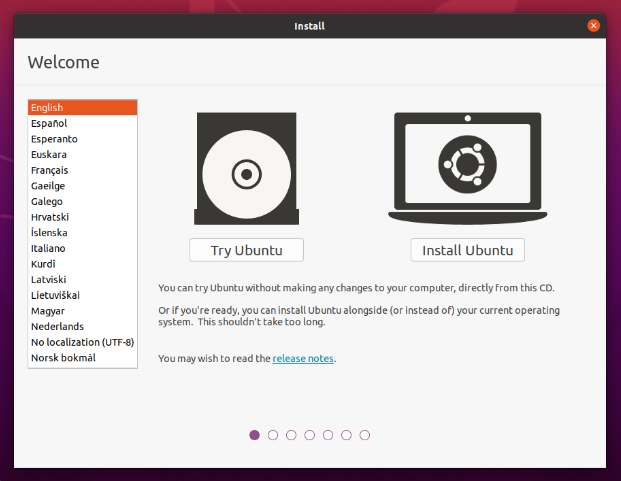 Install
Welcome
English
Español
Esperanto
Euskara
Français
Gaeilge
Galego
Hrvatski
Íslenska
Italiano
Kurdî
Latviski
Lietuviškai
Magyar
Nederlands
No localization (UTF-8)
Norsk bokmål
Try Ubuntu
Install Ubuntu
You can try Ubuntu without making any changes to your computer, directly from this CD.
Or if you're ready, you can install Ubuntu alongside (or instead of) your current operating
system. This shouldn't take too long.
You may wish to read the release notes.